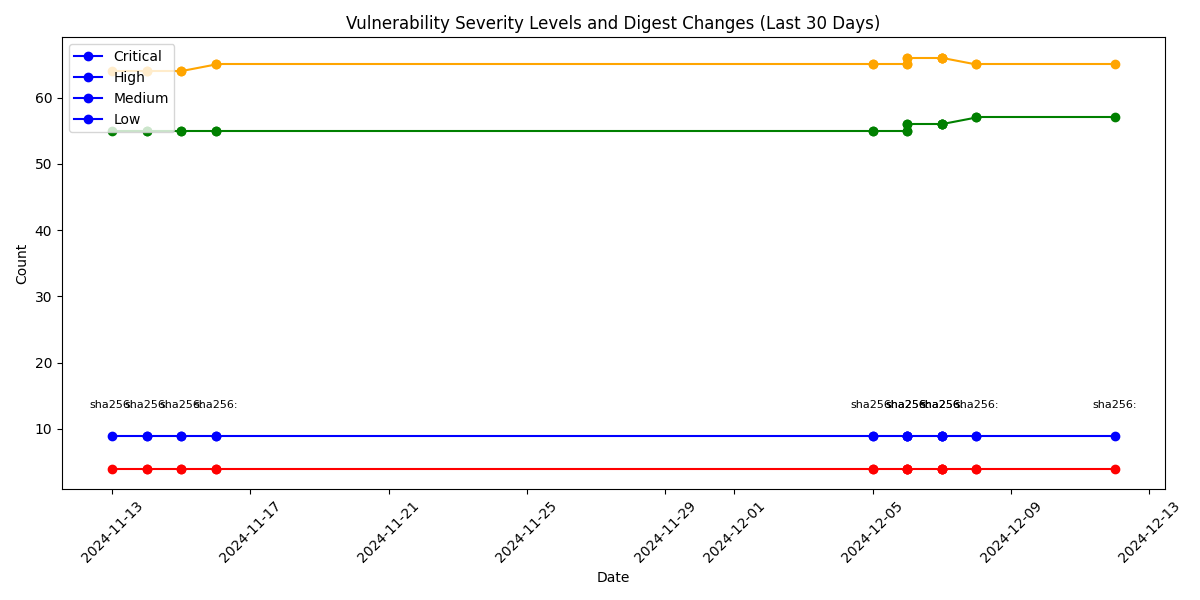 Vulnerability Severity Levels and Digest Changes (Last 30 Days)
Critical
High
Medium
Low
60
50
40
30
20
10
Count
sha256: sha256: sha256: sha256: sha256: sha256: sha256: sha256: sha256:
2024-11-13 2024-11-17 2024-11-21 2024-11-25 2024-11-29 2024-12-01 2024-12-05 2024-12-09 2024-12-13
Date